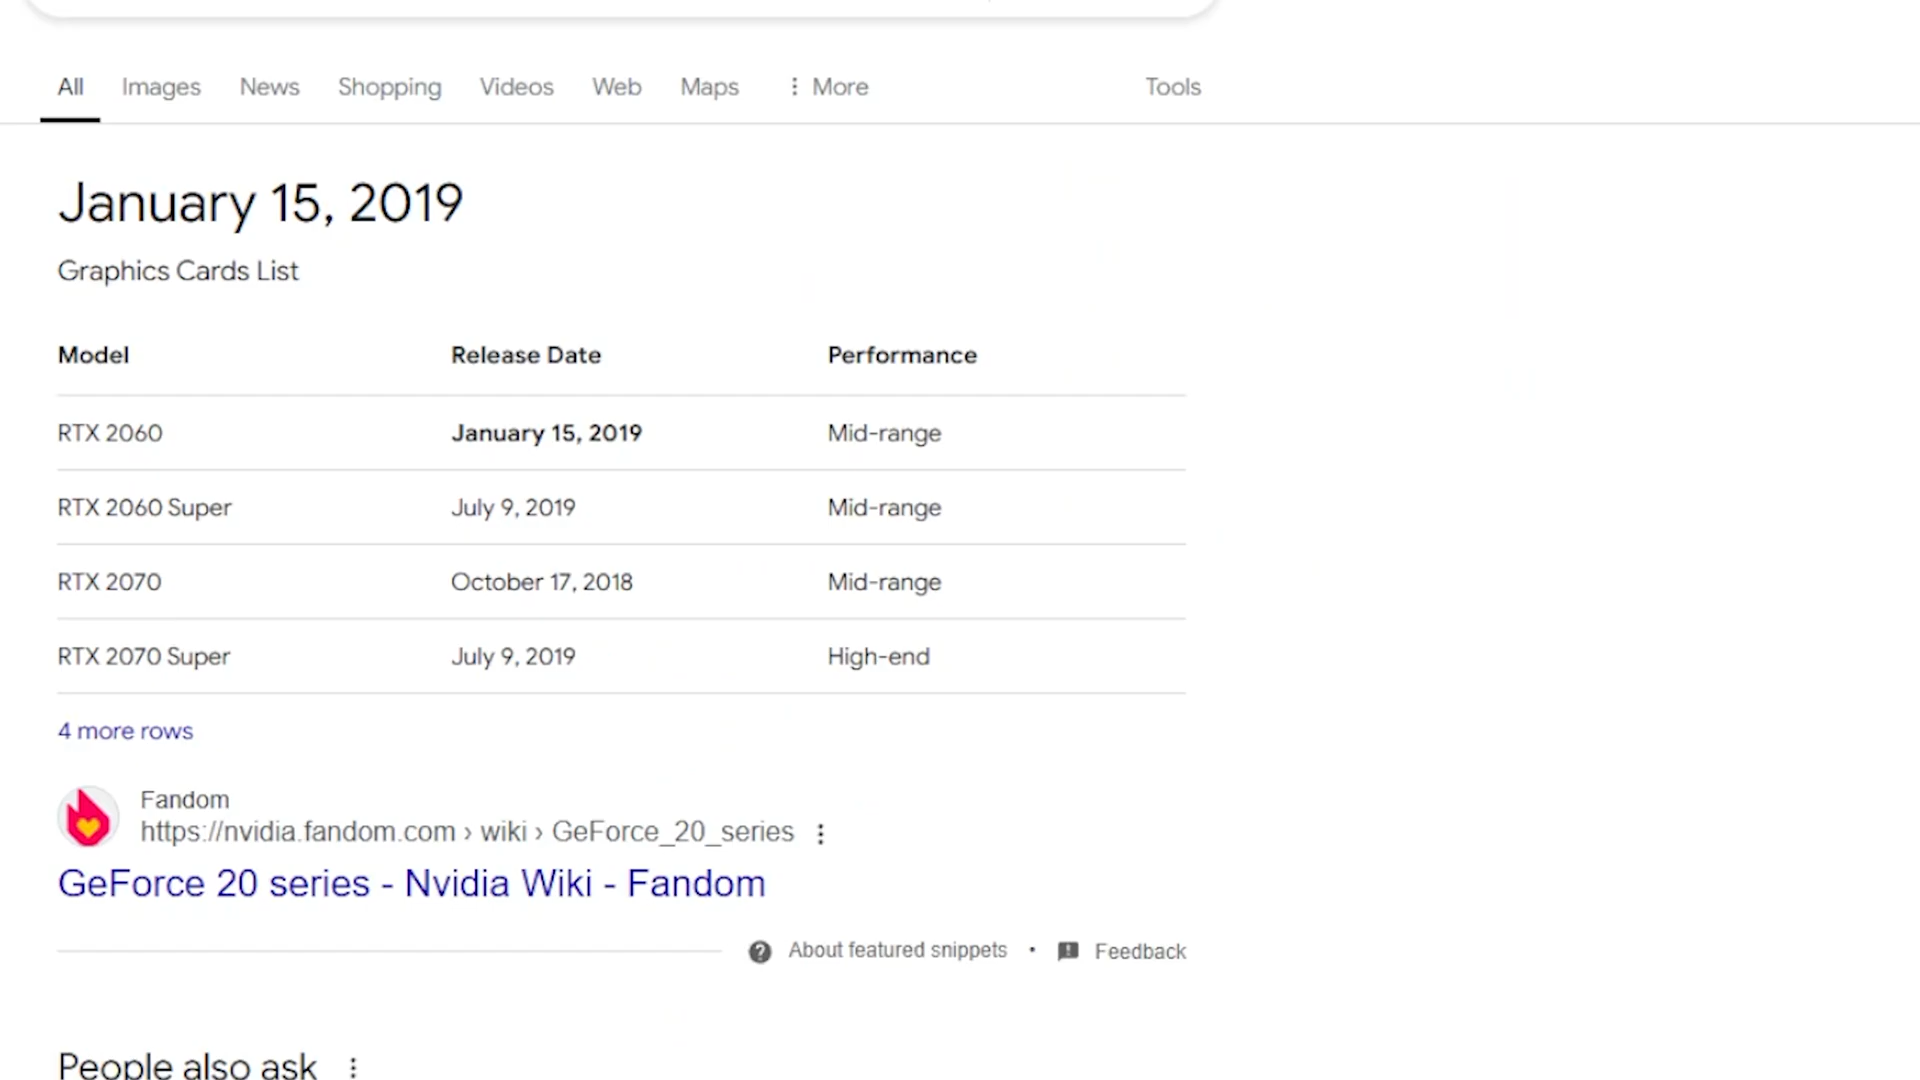 All Images News Shopping Videos Web Maps More Tools
January 15, 2019
Graphics Cards List
Model Release Date Performance
RTX 2060 January 15, 2019 Mid-range
RTX 2060 Super July 9, 2019 Mid-range
RTX 2070 October 17, 2018 Mid-range
RTX 2070 Super July 9, 2019 High-end
4 more rows
Fandom
https://nvidia.fandom.com › wiki › GeForce_20_series
GeForce 20 series - Nvidia Wiki - Fandom
About featured snippets • Feedback
People also ask